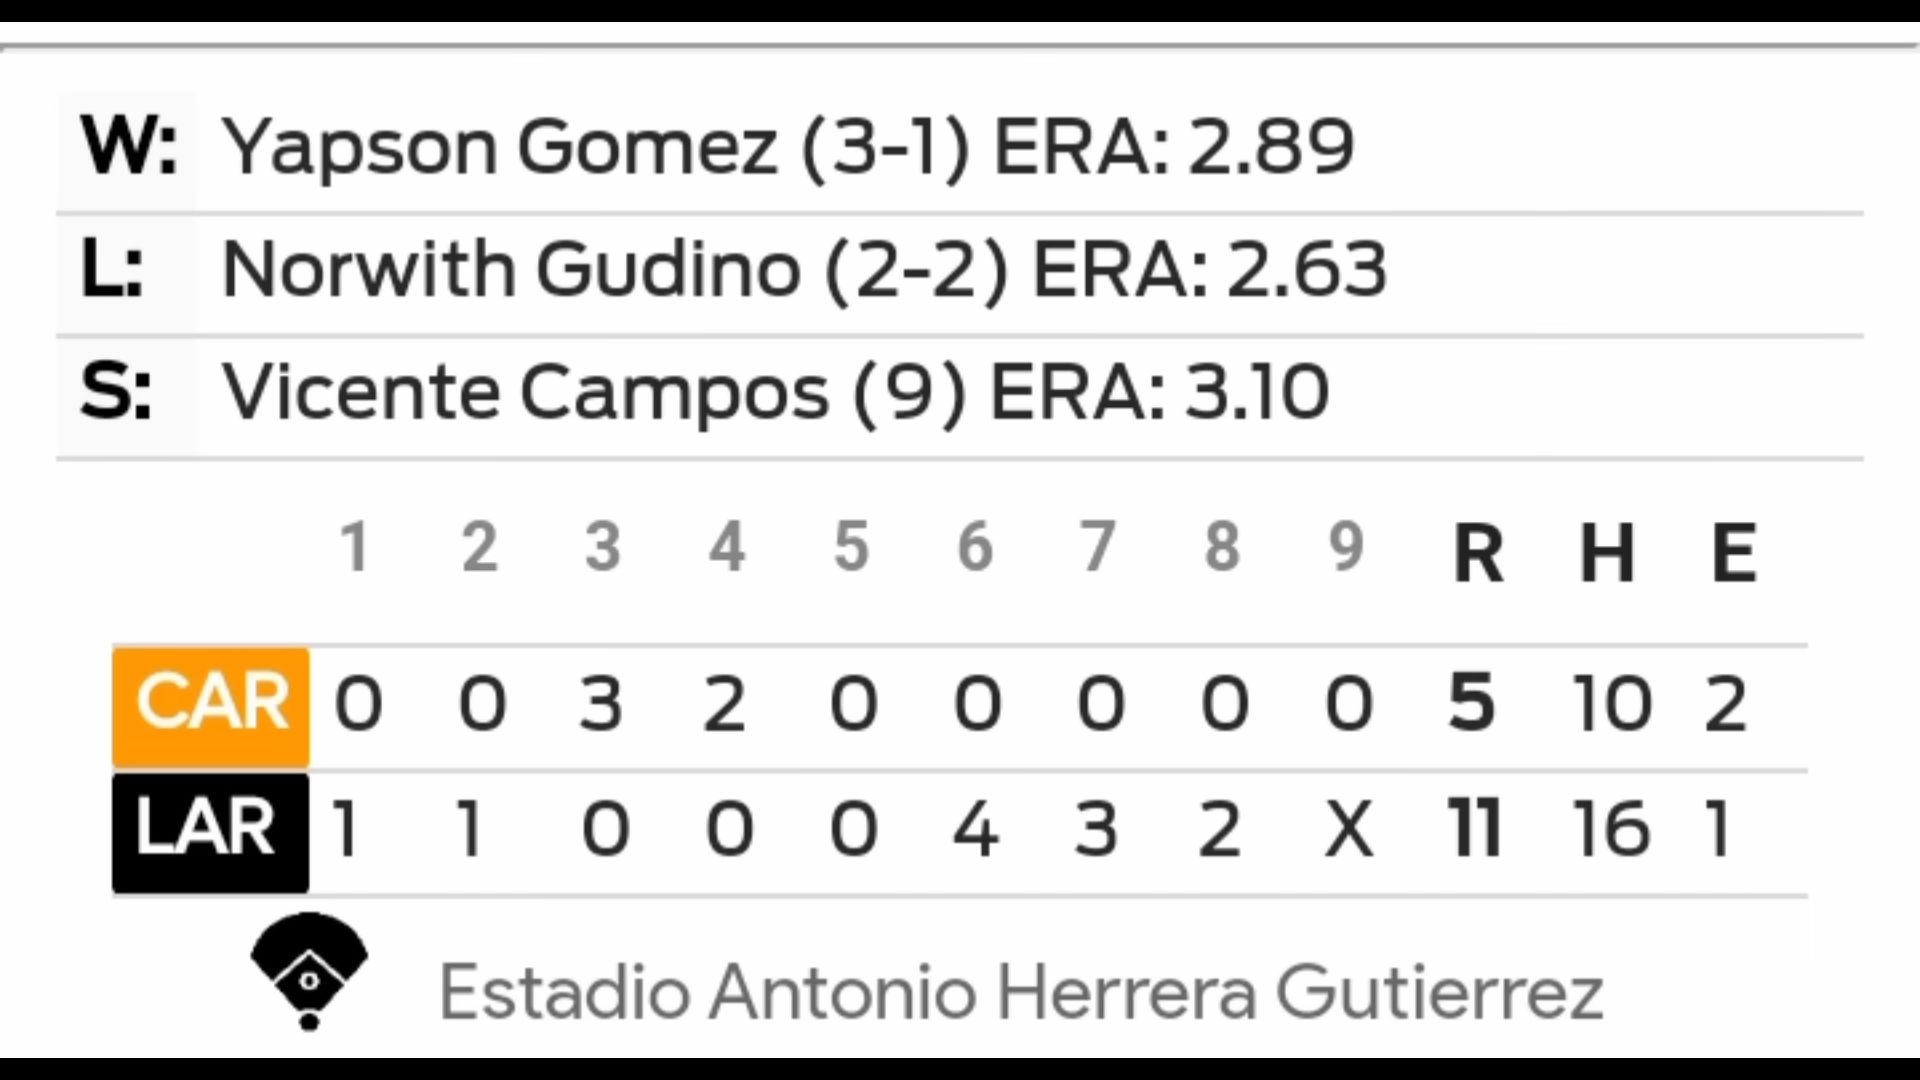 W: Yapson Gomez (3-1) ERA: 2.89
L: Norwith Gudino (2-2) ERA: 2.63
S: Vicente Campos (9) ERA: 3.10
1 2 3 4 5 6 7 8 9 R H E
CAR 0 0 3 2 0 0 0 0 0 5 10 2
LAR 1 1 0 0 0 4 3 2 X 11 16 1
Estadio Antonio Herrera Gutierrez